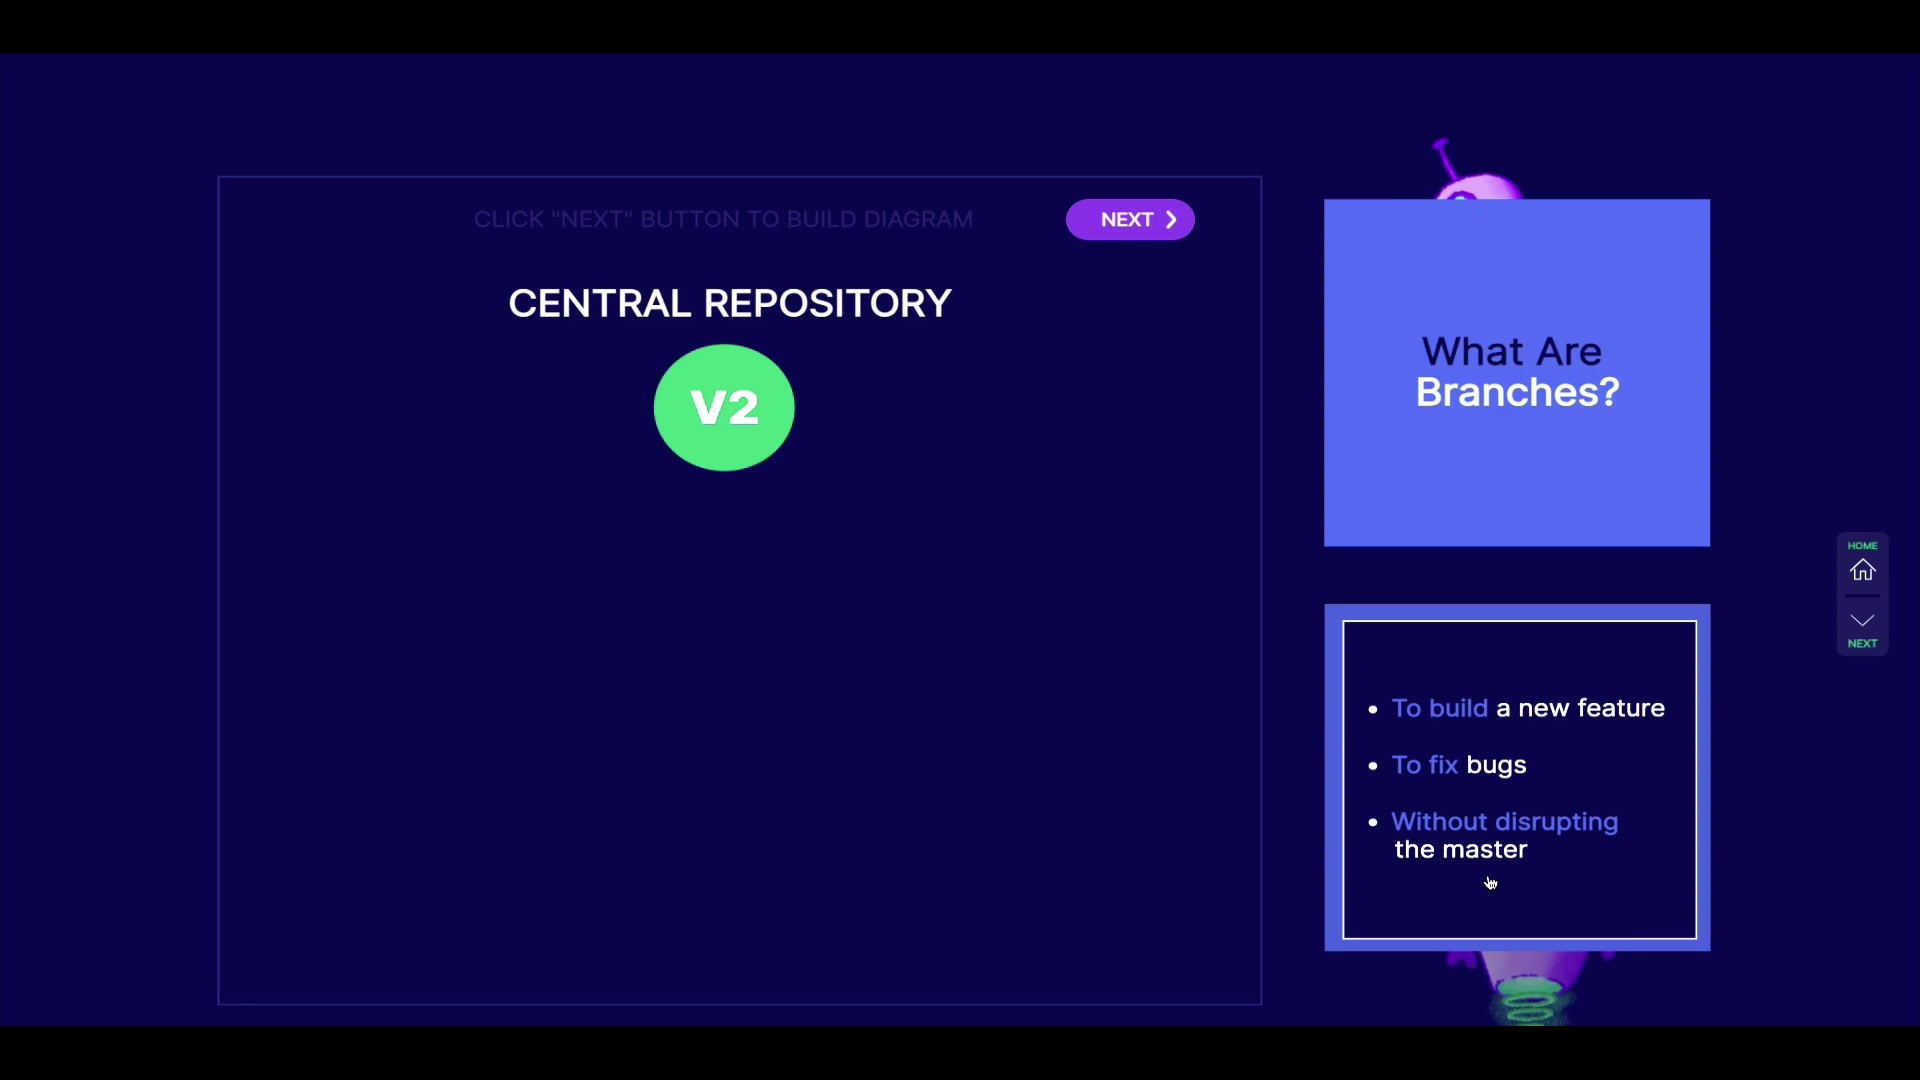 CLICK "NEXT" BUTTON TO BUILD DIAGRAM
NEXT
CENTRAL REPOSITORY
V2
What Are
Branches?
• To build a new feature
• To fix bugs
• Without disrupting
the master
HOME
NEXT